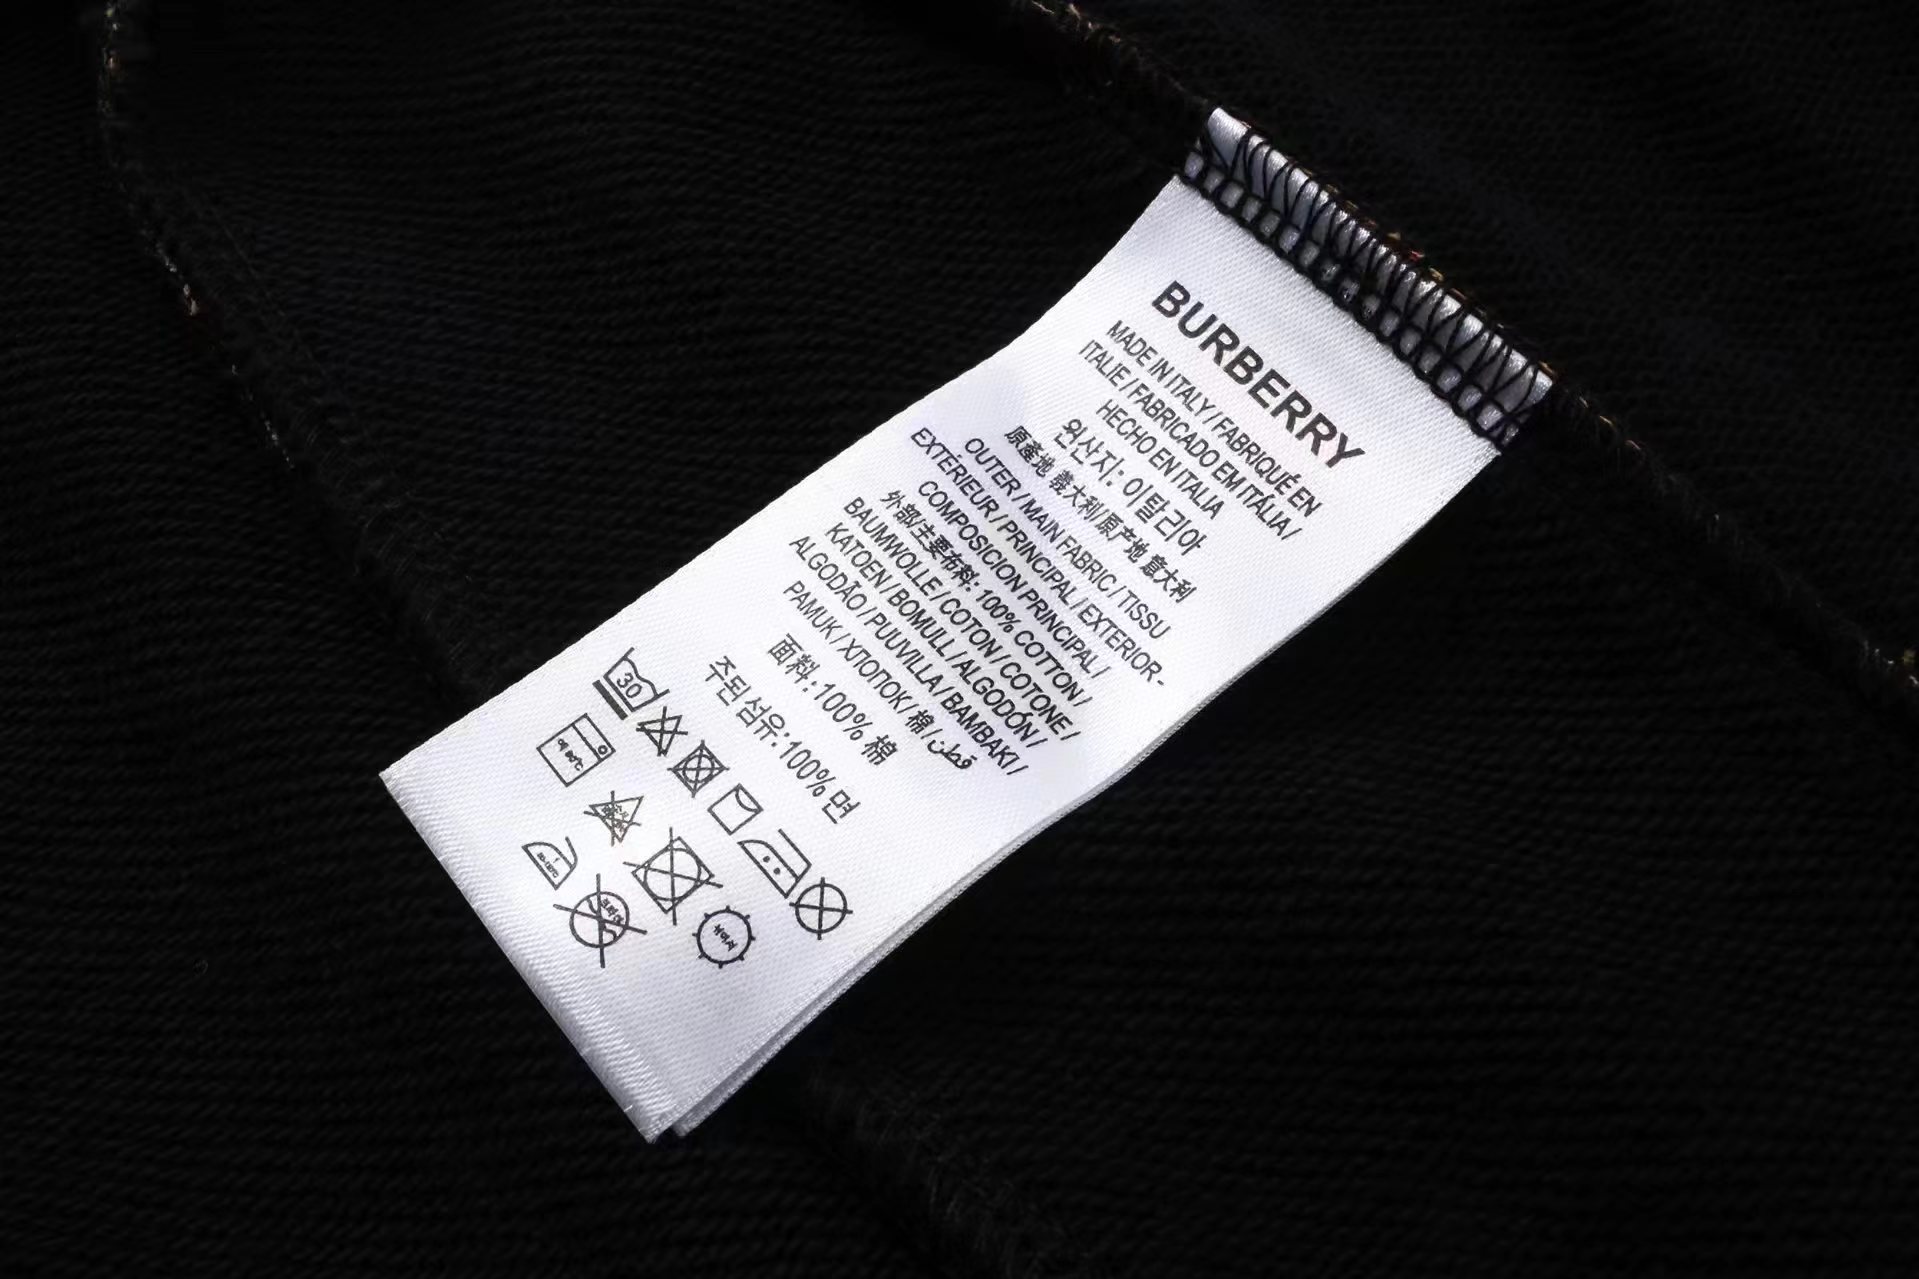 BURBERRY
MADE IN ITALY / FABRIQUÉ EN
ITALIE / FABRICADO EM ITÁLIA /
HECHO EN ITALIA
원산지: 이탈리아
原產地 義大利/原产地 意大利
OUTER / MAIN FABRIC / TISSU
EXTÉRIEUR / PRINCIPAL / EXTERIOR-
COMPOSICION PRINCIPAL /
外部/主要布料: 100% COTTON /
BAUMWOLLE / COTON / COTONE /
KATOEN / BOMULL / ALGODÓN /
ALGODÃO / PUUVILLA / BAMBAKI /
PAMUK / ΧΤΙΟΠΟΚ / 棉 / قطن
面料: 100% 棉
주된섬유: 100% 면
30